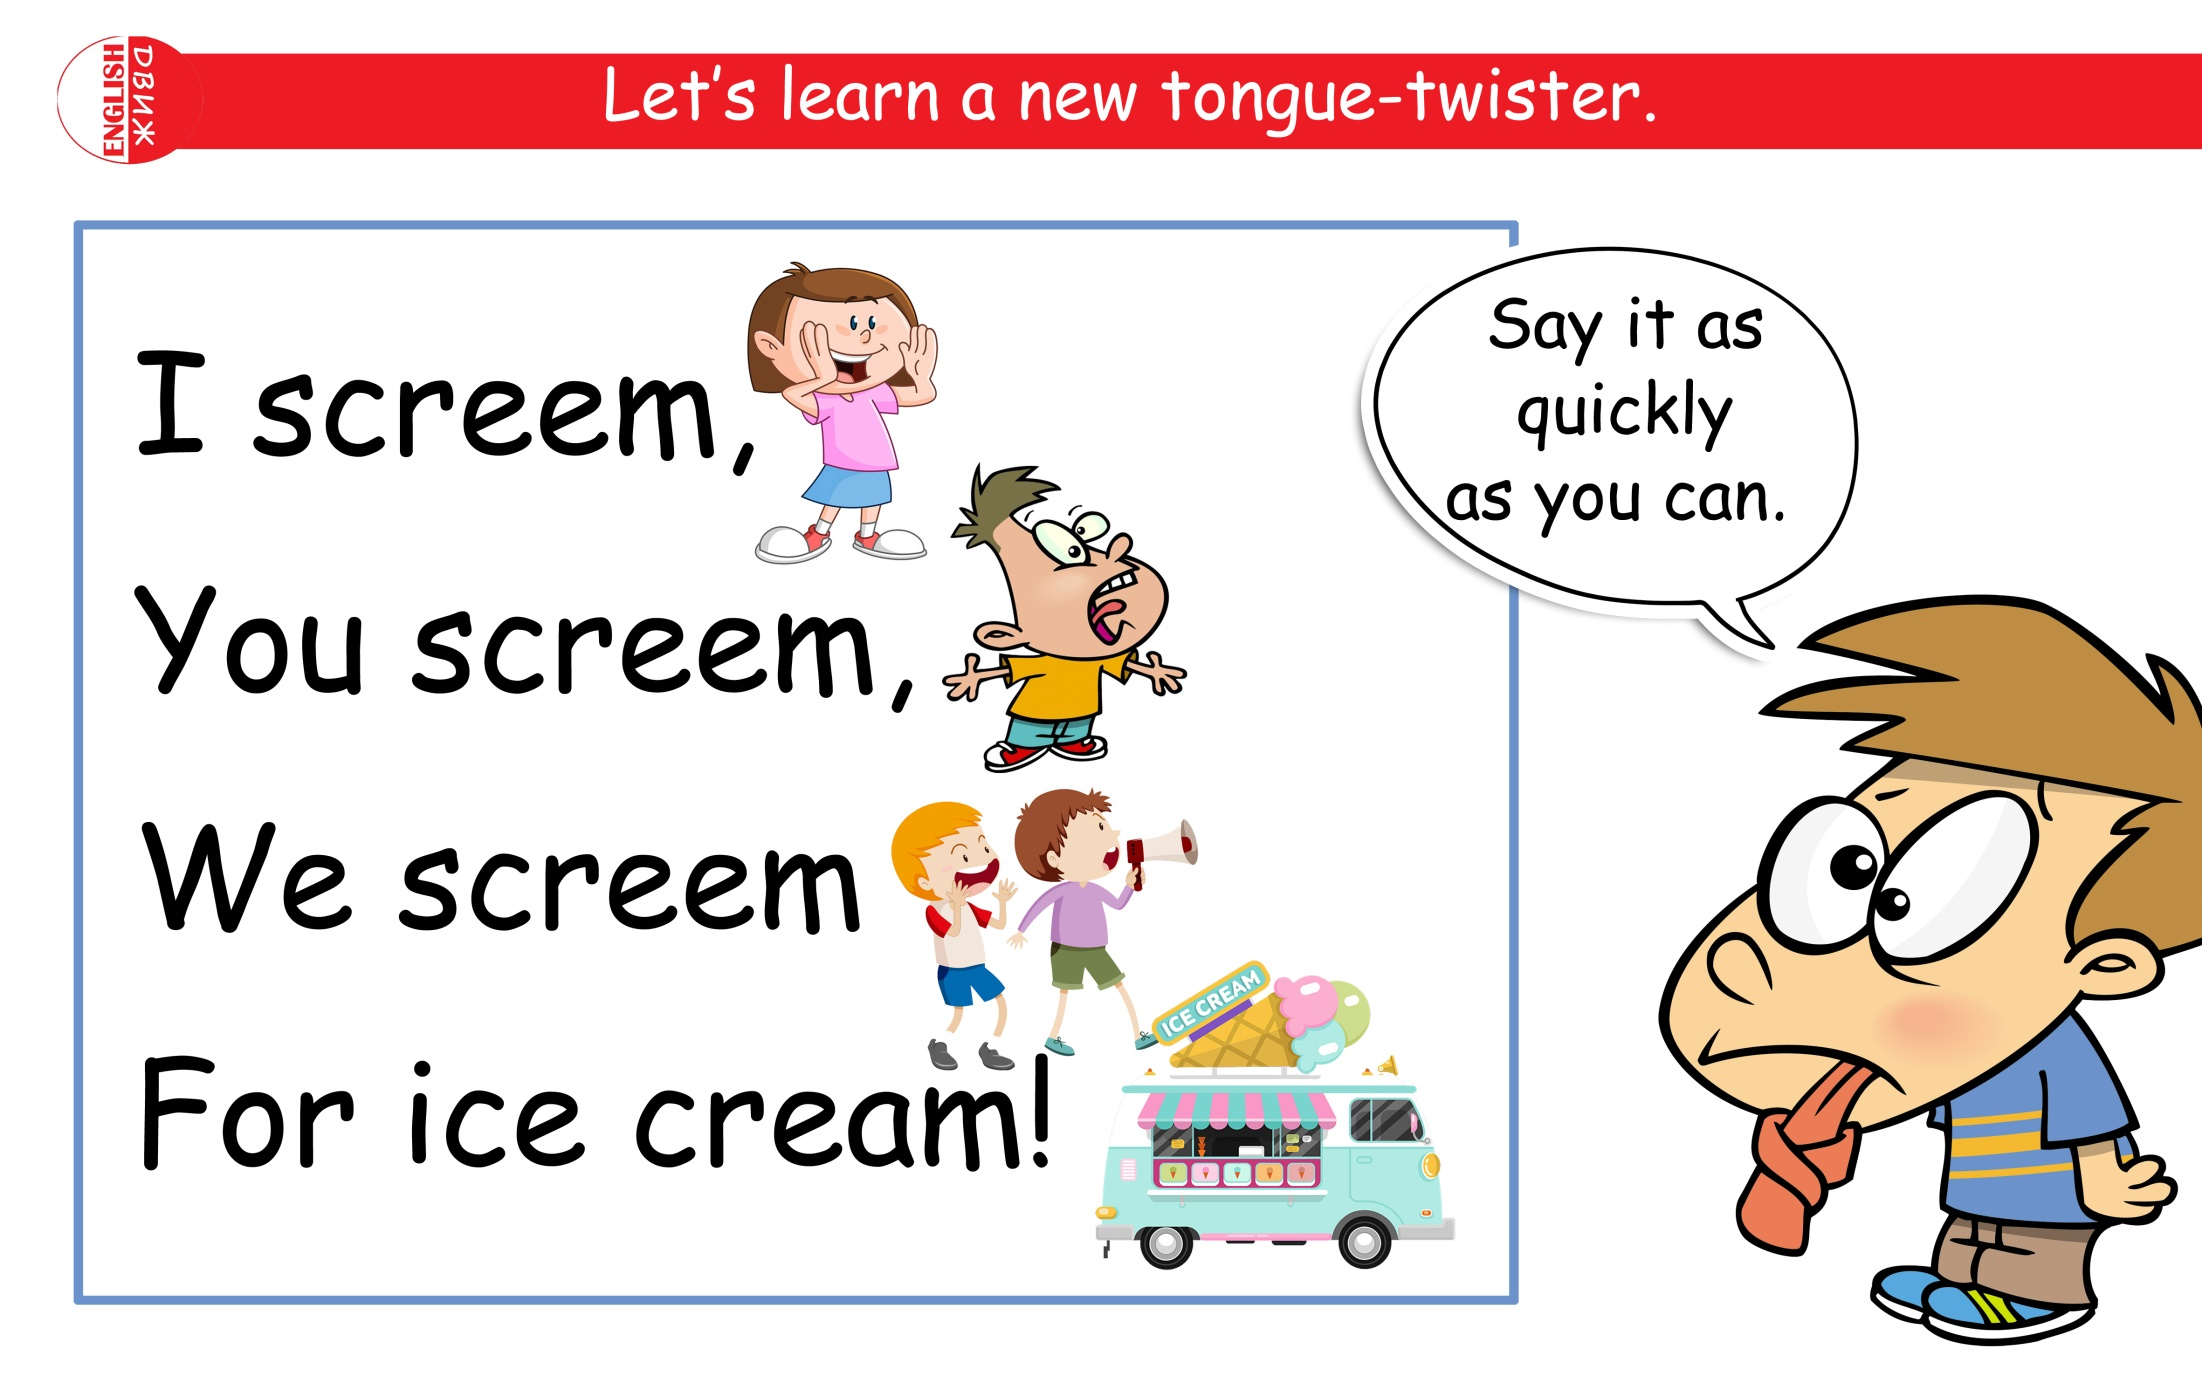 ENGLISH
ДВИЖ
Let's learn a new tongue-twister.
I screem,
You screem,
We screem
For ice cream!
Say it as
quickly
as you can.
ICE CREAM